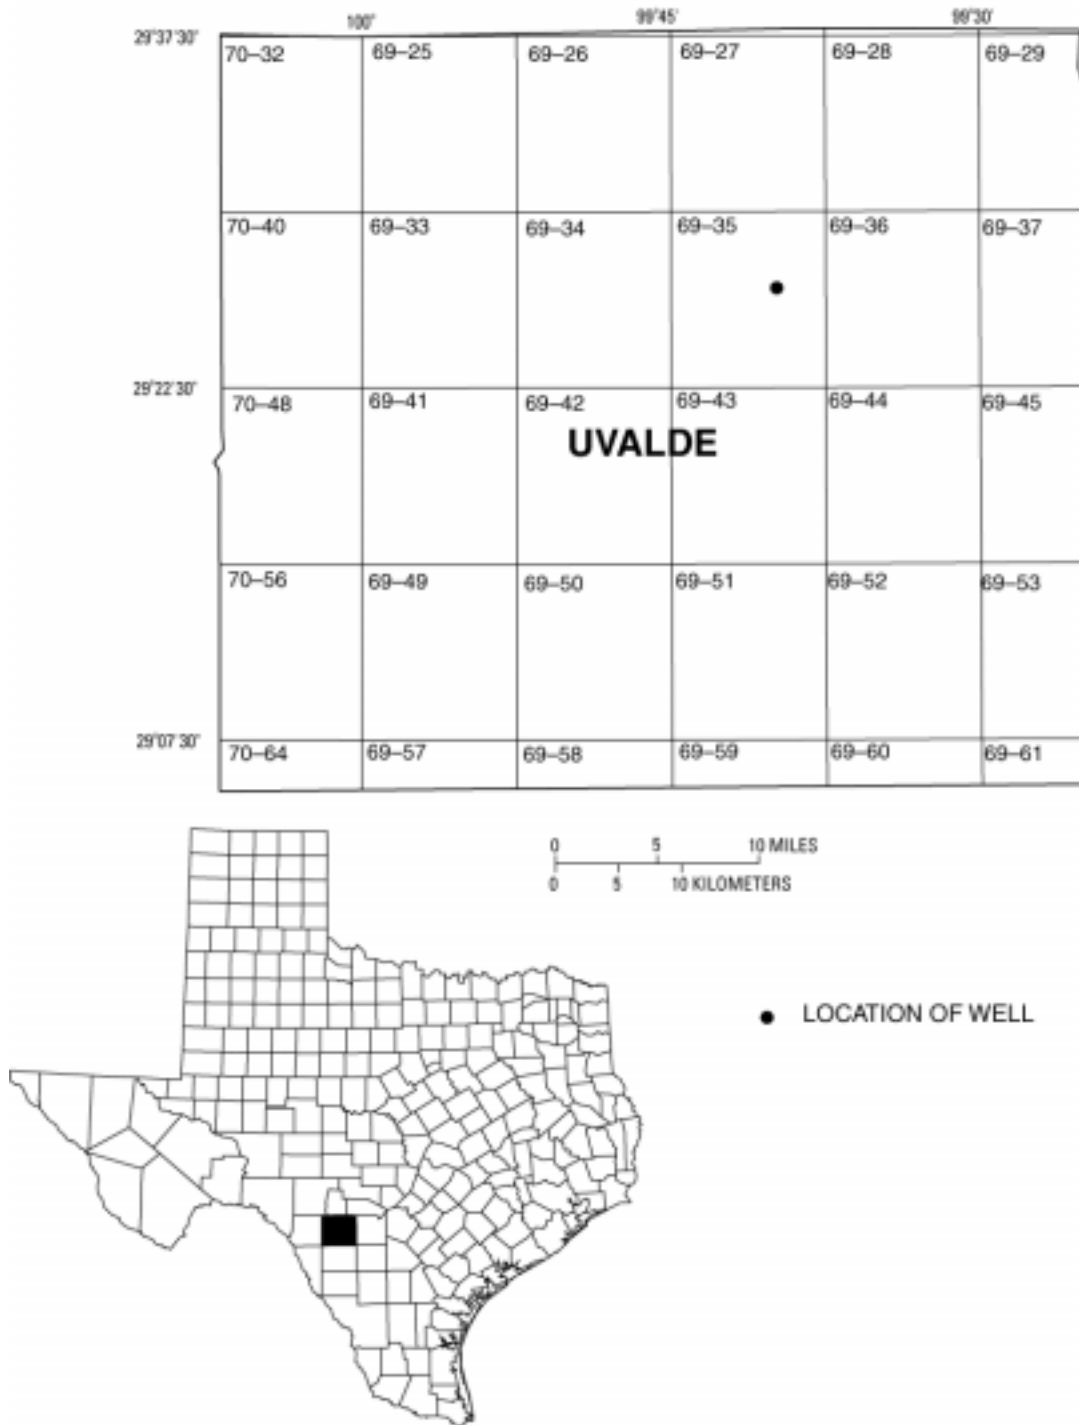 100° 99°45' 99°30'
29°37'30"
70–32 69–25 69–26 69–27 69–28 69–29
70–40 69–33 69–34 69–35 69–36 69–37
29°22'30"
70–48 69–41 69–42 69–43 69–44 69–45
UVALDE
70–56 69–49 69–50 69–51 69–52 69–53
29°07'30"
70–64 69–57 69–58 69–59 69–60 69–61
0 5 10 MILES
0 5 10 KILOMETERS
LOCATION OF WELL